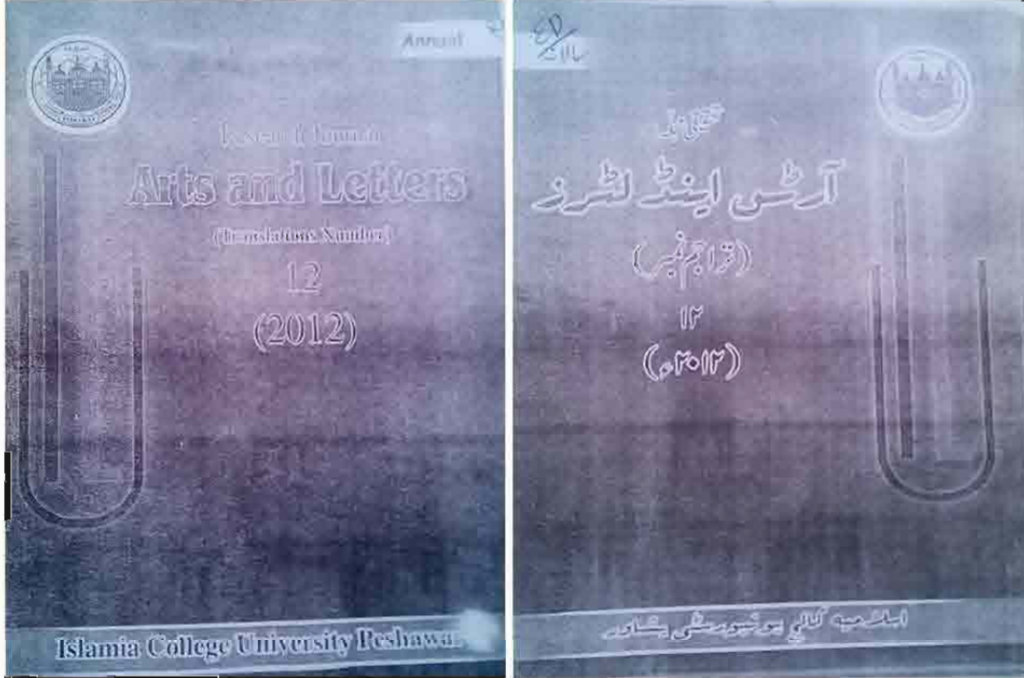 Annual
Research Journal
Arts and Letters
(Translations Number)
12
(2012)
Islamia College University Peshawar
سالانہ
تحقیقی مجلہ
آرٹس اینڈ لٹرز
(تراجم نمبر)
۱۲
(۲۰۱۲ء)
اسلامیہ کالج یونیورسٹی پشاور